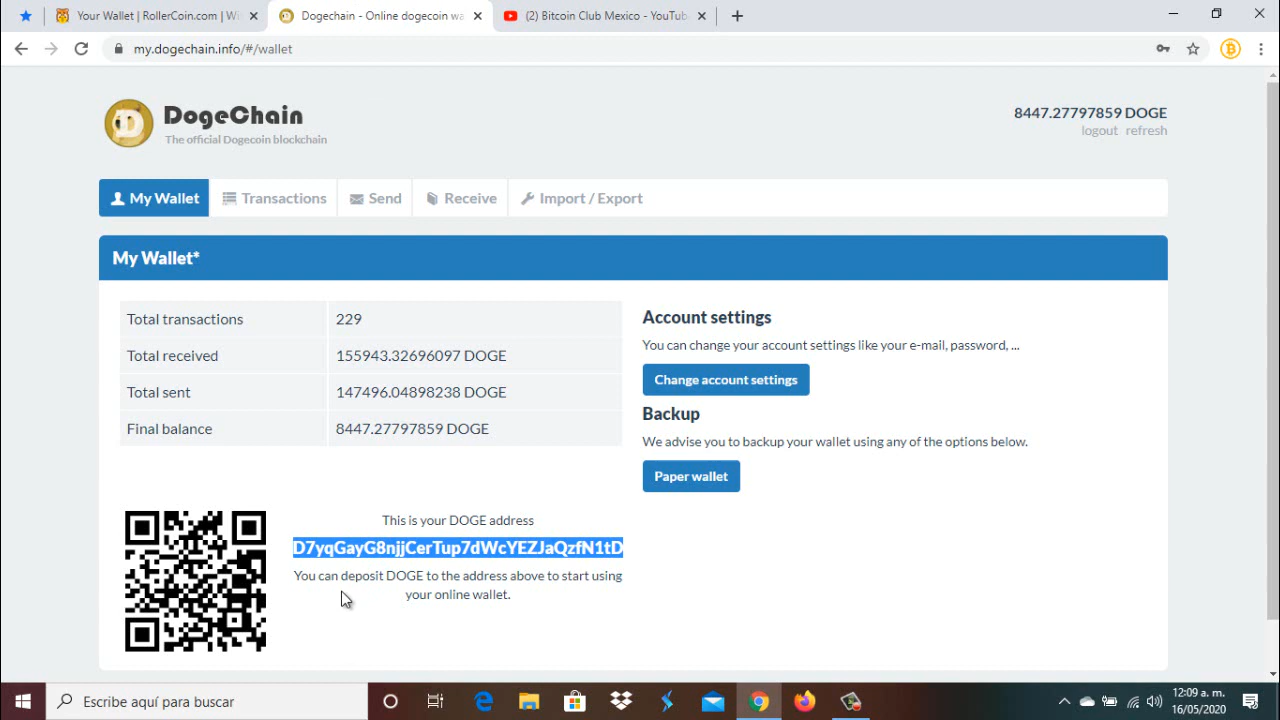 Your Wallet | RollerCoin.com | Wi
Dogechain - Online dogecoin wa
(2) Bitcoin Club Mexico - YouTub
my.dogechain.info/#/wallet
DogeChain
The official Dogecoin blockchain
8447.27797859 DOGE
logout refresh
My Wallet
Transactions
Send
Receive
Import / Export
My Wallet*
Total transactions 229
Total received 155943.32696097 DOGE
Total sent 147496.04898238 DOGE
Final balance 8447.27797859 DOGE
Account settings
You can change your account settings like your e-mail, password, ...
Change account settings
Backup
We advise you to backup your wallet using any of the options below.
Paper wallet
This is your DOGE address
D7yqGayG8njjCerTup7dWcYEZJaQzfN1tD
You can deposit DOGE to the address above to start using
your online wallet.
Escribe aquí para buscar
12:09 a. m.
16/05/2020